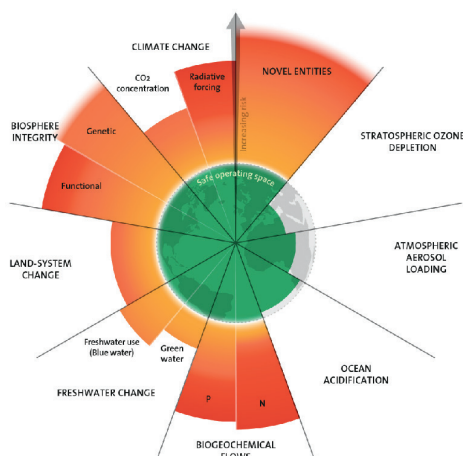 CLIMATE CHANGE
CO2
concentration
Radiative
forcing
NOVEL ENTITIES
Increasing risk
BIOSPHERE
INTEGRITY
Genetic
STRATOSPHERIC OZONE
DEPLETION
Functional
Safe operating space
LAND-SYSTEM
CHANGE
ATMOSPHERIC
AEROSOL
LOADING
Freshwater use
(Blue water)
Green
water
FRESHWATER CHANGE
OCEAN
ACIDIFICATION
P
N
BIOGEOCHEMICAL
FLOWS